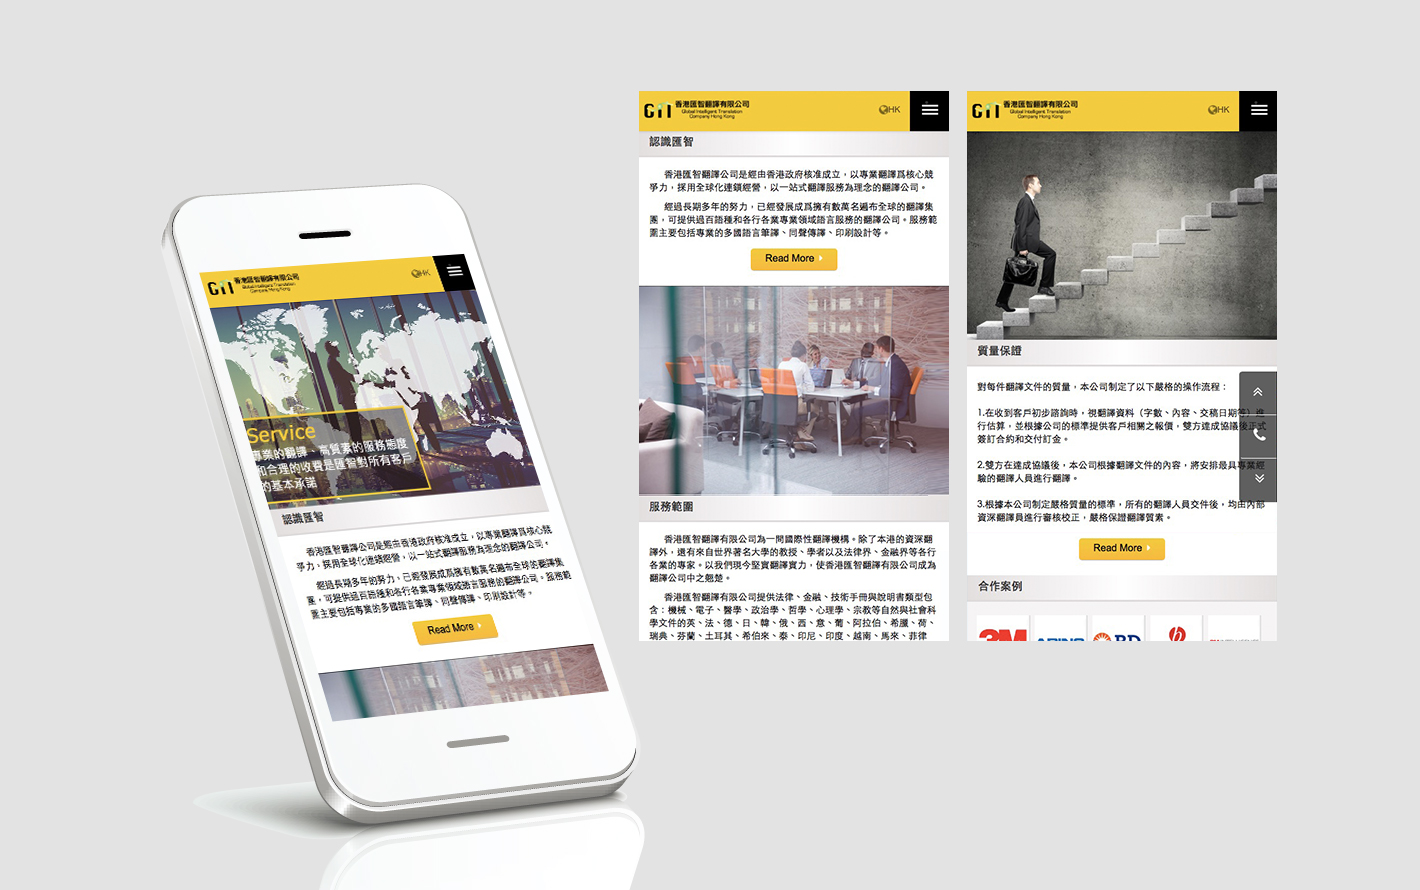 GTI 香港匯智翻譯有限公司
Global Intelligent Translation
Company Hong Kong
HK
Service
專業的翻譯、高質素的服務態度
和合理的收費是匯智對所有客戶
的基本承諾
認識匯智
香港匯智翻譯公司是經由香港政府核准成立，以專業翻譯爲核心競
爭力，採用全球化連鎖經營，以一站式翻譯服務為理念的翻譯公司。
經過長期多年的努力，已經發展成爲擁有數萬名遍布全球的翻譯集
團，可提供過百語種和各行各業專業領域語言服務的翻譯公司。服務範
圍主要包括專業的多國語言筆譯、同聲傳譯、印刷設計等。
Read More
GTI 香港匯智翻譯有限公司
Global Intelligent Translation
Company Hong Kong
HK
認識匯智
香港匯智翻譯公司是經由香港政府核准成立，以專業翻譯爲核心競
爭力，採用全球化連鎖經營，以一站式翻譯服務為理念的翻譯公司。
經過長期多年的努力，已經發展成爲擁有數萬名遍布全球的翻譯集
團，可提供過百語種和各行各業專業領域語言服務的翻譯公司。服務範
圍主要包括專業的多國語言筆譯、同聲傳譯、印刷設計等。
Read More
服務範圍
香港匯智翻譯有限公司為一間國際性翻譯機構。除了本港的資深翻
譯外，還有來自世界著名大學的教授、學者以及法律界、金融界等各行
各業的專家。以我們現今堅實翻譯實力，使香港匯智翻譯有限公司成為
翻譯公司中之翹楚。
香港匯智翻譯有限公司提供法律、金融、技術手冊與說明書類型包
含：機械、電子、醫學、政治學、哲學、心理學、宗教等自然與社會科
學文件的英、法、德、日、韓、俄、西、意、葡、阿拉伯、希臘、荷、
瑞典、芬蘭、土耳其、希伯來、泰、印尼、印度、越南、馬來、菲律
GTI 香港匯智翻譯有限公司
Global Intelligent Translation
Company Hong Kong
HK
質量保證
對每件翻譯文件的質量，本公司制定了以下嚴格的操作流程：
1.在收到客戶初步諮詢時，視翻譯資料（字數、內容、交稿日期等）進
行估算，並根據公司的標準提供客戶相關之報價，雙方達成協議後正式
簽訂合約和交付訂金。
2.雙方在達成協議後，本公司根據翻譯文件的內容，將安排最具專業經
驗的翻譯人員進行翻譯。
3.根據本公司制定嚴格質量的標準，所有的翻譯人員交件後，均由內部
資深翻譯員進行審核校正，嚴格保證翻譯質素。
Read More
合作案例
3M
BD